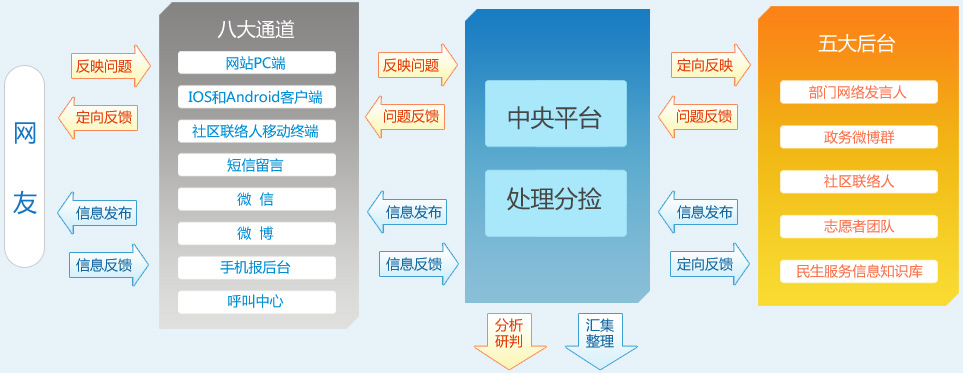 网友
反映问题
定向反馈
信息发布
信息反馈
八大通道
网站PC端
IOS和Android客户端
社区联络人移动终端
短信留言
微 信
微 博
手机报后台
呼叫中心
反映问题
问题反馈
信息发布
信息反馈
中央平台
处理分捡
分析
研判
汇集
整理
定向反映
问题反馈
信息发布
定向反馈
五大后台
部门网络发言人
政务微博群
社区联络人
志愿者团队
民生服务信息知识库